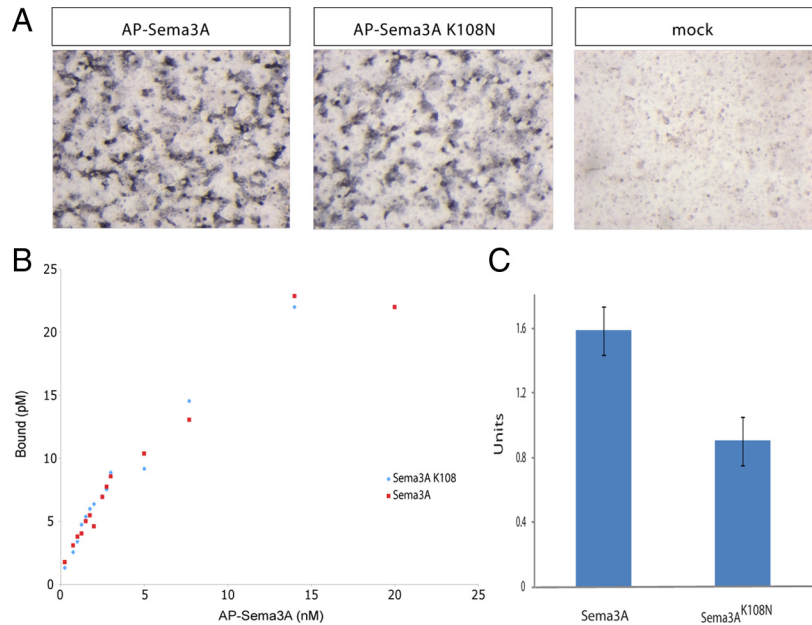 A
AP-Sema3A
AP-Sema3A K108N
mock
B
25
20
15
10
5
0
Bound (pM)
0
5
10
15
20
25
AP-Sema3A (nM)
Sema3A K108
Sema3A
C
1.6
1.2
0.8
0.4
0
Units
Sema3A
Sema3A^K108N